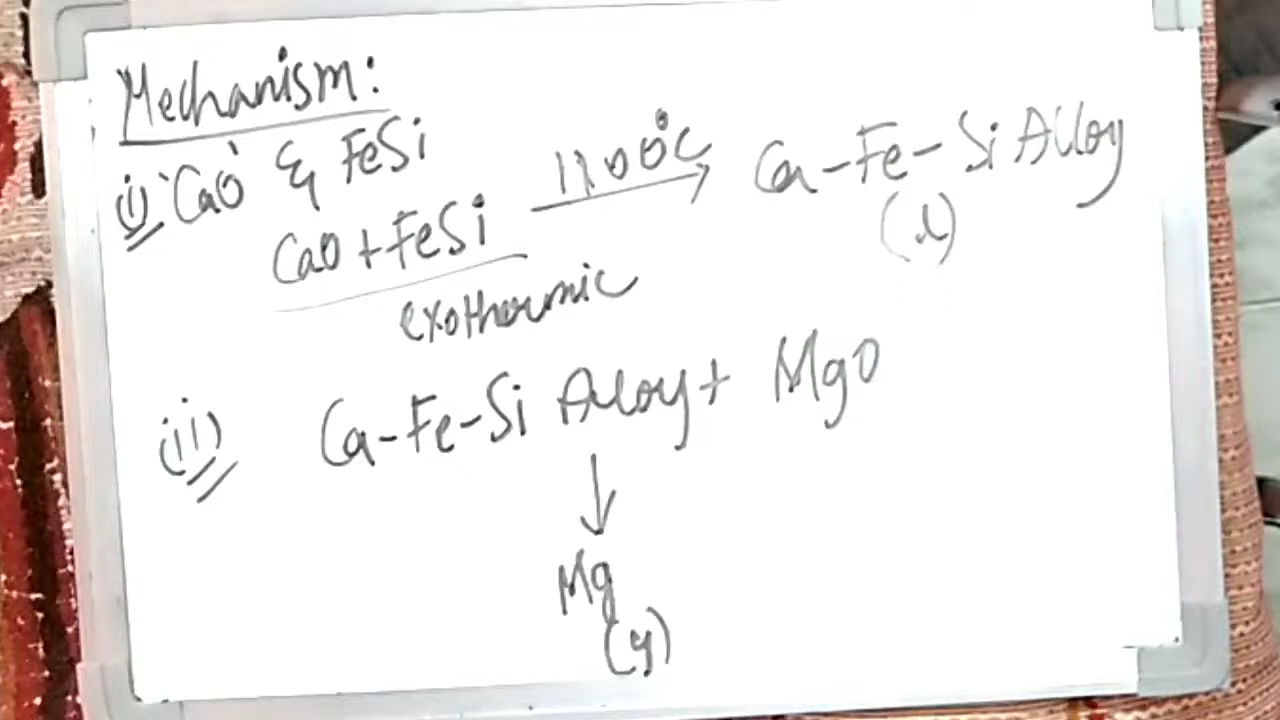 Mechanism:
(i) CaO & FeSi
CaO + FeSi 1100°C → Ca-Fe-Si Alloy
(l)
exothermic
(ii) Ca-Fe-Si Alloy + MgO
↓
Mg
(g)